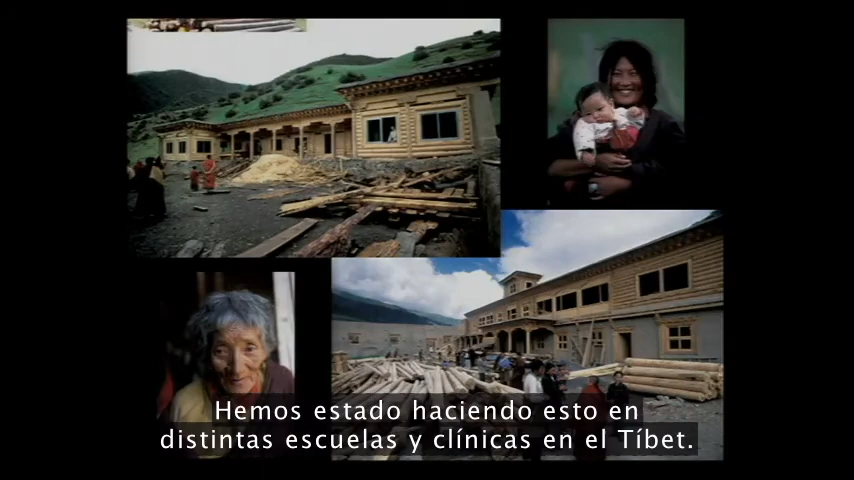 Hemos estado haciendo esto en
distintas escuelas y clínicas en el Tíbet.